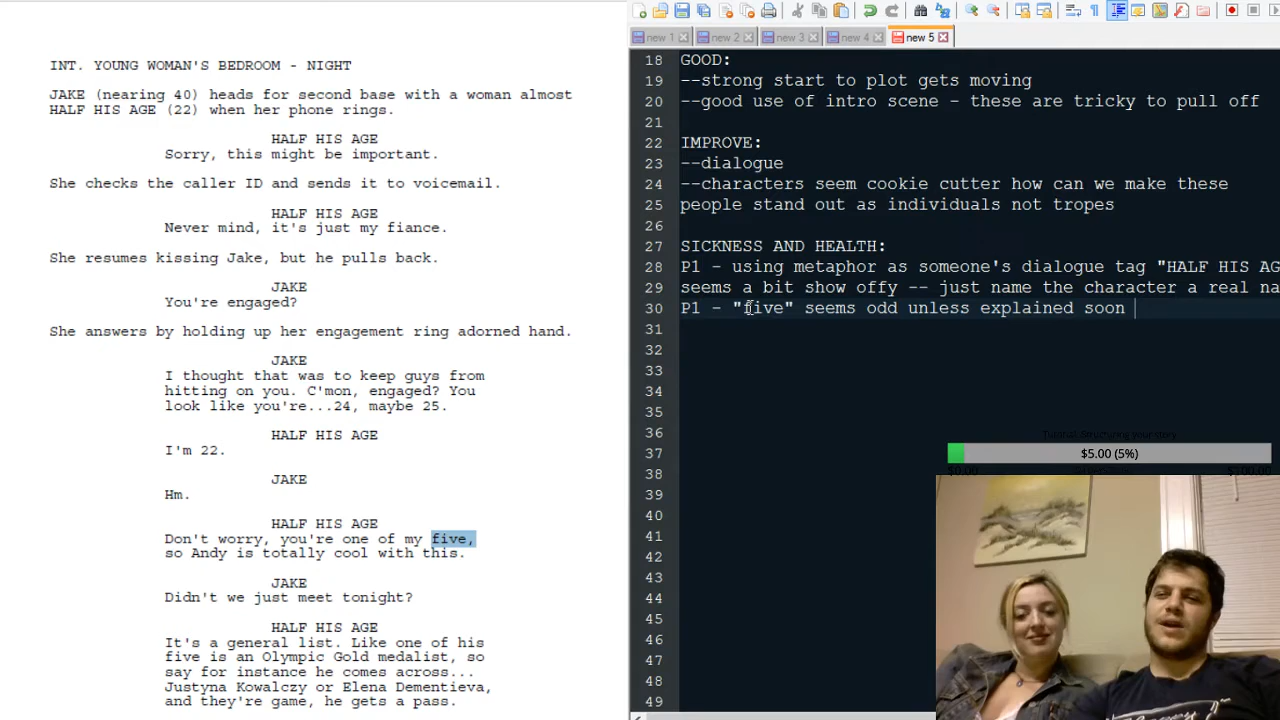 INT. YOUNG WOMAN'S BEDROOM - NIGHT
JAKE (nearing 40) heads for second base with a woman almost
HALF HIS AGE (22) when her phone rings.
HALF HIS AGE
Sorry, this might be important.
She checks the caller ID and sends it to voicemail.
HALF HIS AGE
Never mind, it's just my fiance.
She resumes kissing Jake, but he pulls back.
JAKE
You're engaged?
She answers by holding up her engagement ring adorned hand.
JAKE
I thought that was to keep guys from
hitting on you. C'mon, engaged? You
look like you're...24, maybe 25.
HALF HIS AGE
I'm 22.
JAKE
Hm.
HALF HIS AGE
Don't worry, you're one of my five,
so Andy is totally cool with this.
JAKE
Didn't we just meet tonight?
HALF HIS AGE
It's a general list. Like one of his
five is an Olympic Gold medalist, so
say for instance he comes across...
Justyna Kowalczy or Elena Dementieva,
and they're game, he gets a pass.
new 1 new 2 new 3 new 4 new 5
18 GOOD:
19 --strong start to plot gets moving
20 --good use of intro scene - these are tricky to pull off
21
22 IMPROVE:
23 --dialogue
24 --characters seem cookie cutter how can we make these
25 people stand out as individuals not tropes
26
27 SICKNESS AND HEALTH:
28 P1 - using metaphor as someone's dialogue tag "HALF HIS AG
29 seems a bit show offy -- just name the character a real na
30 P1 - "five" seems odd unless explained soon
31
32
33
34
35
36
37
38
39
40
41
42
43
44
45
46
47
48
49
$5.00 (5%)